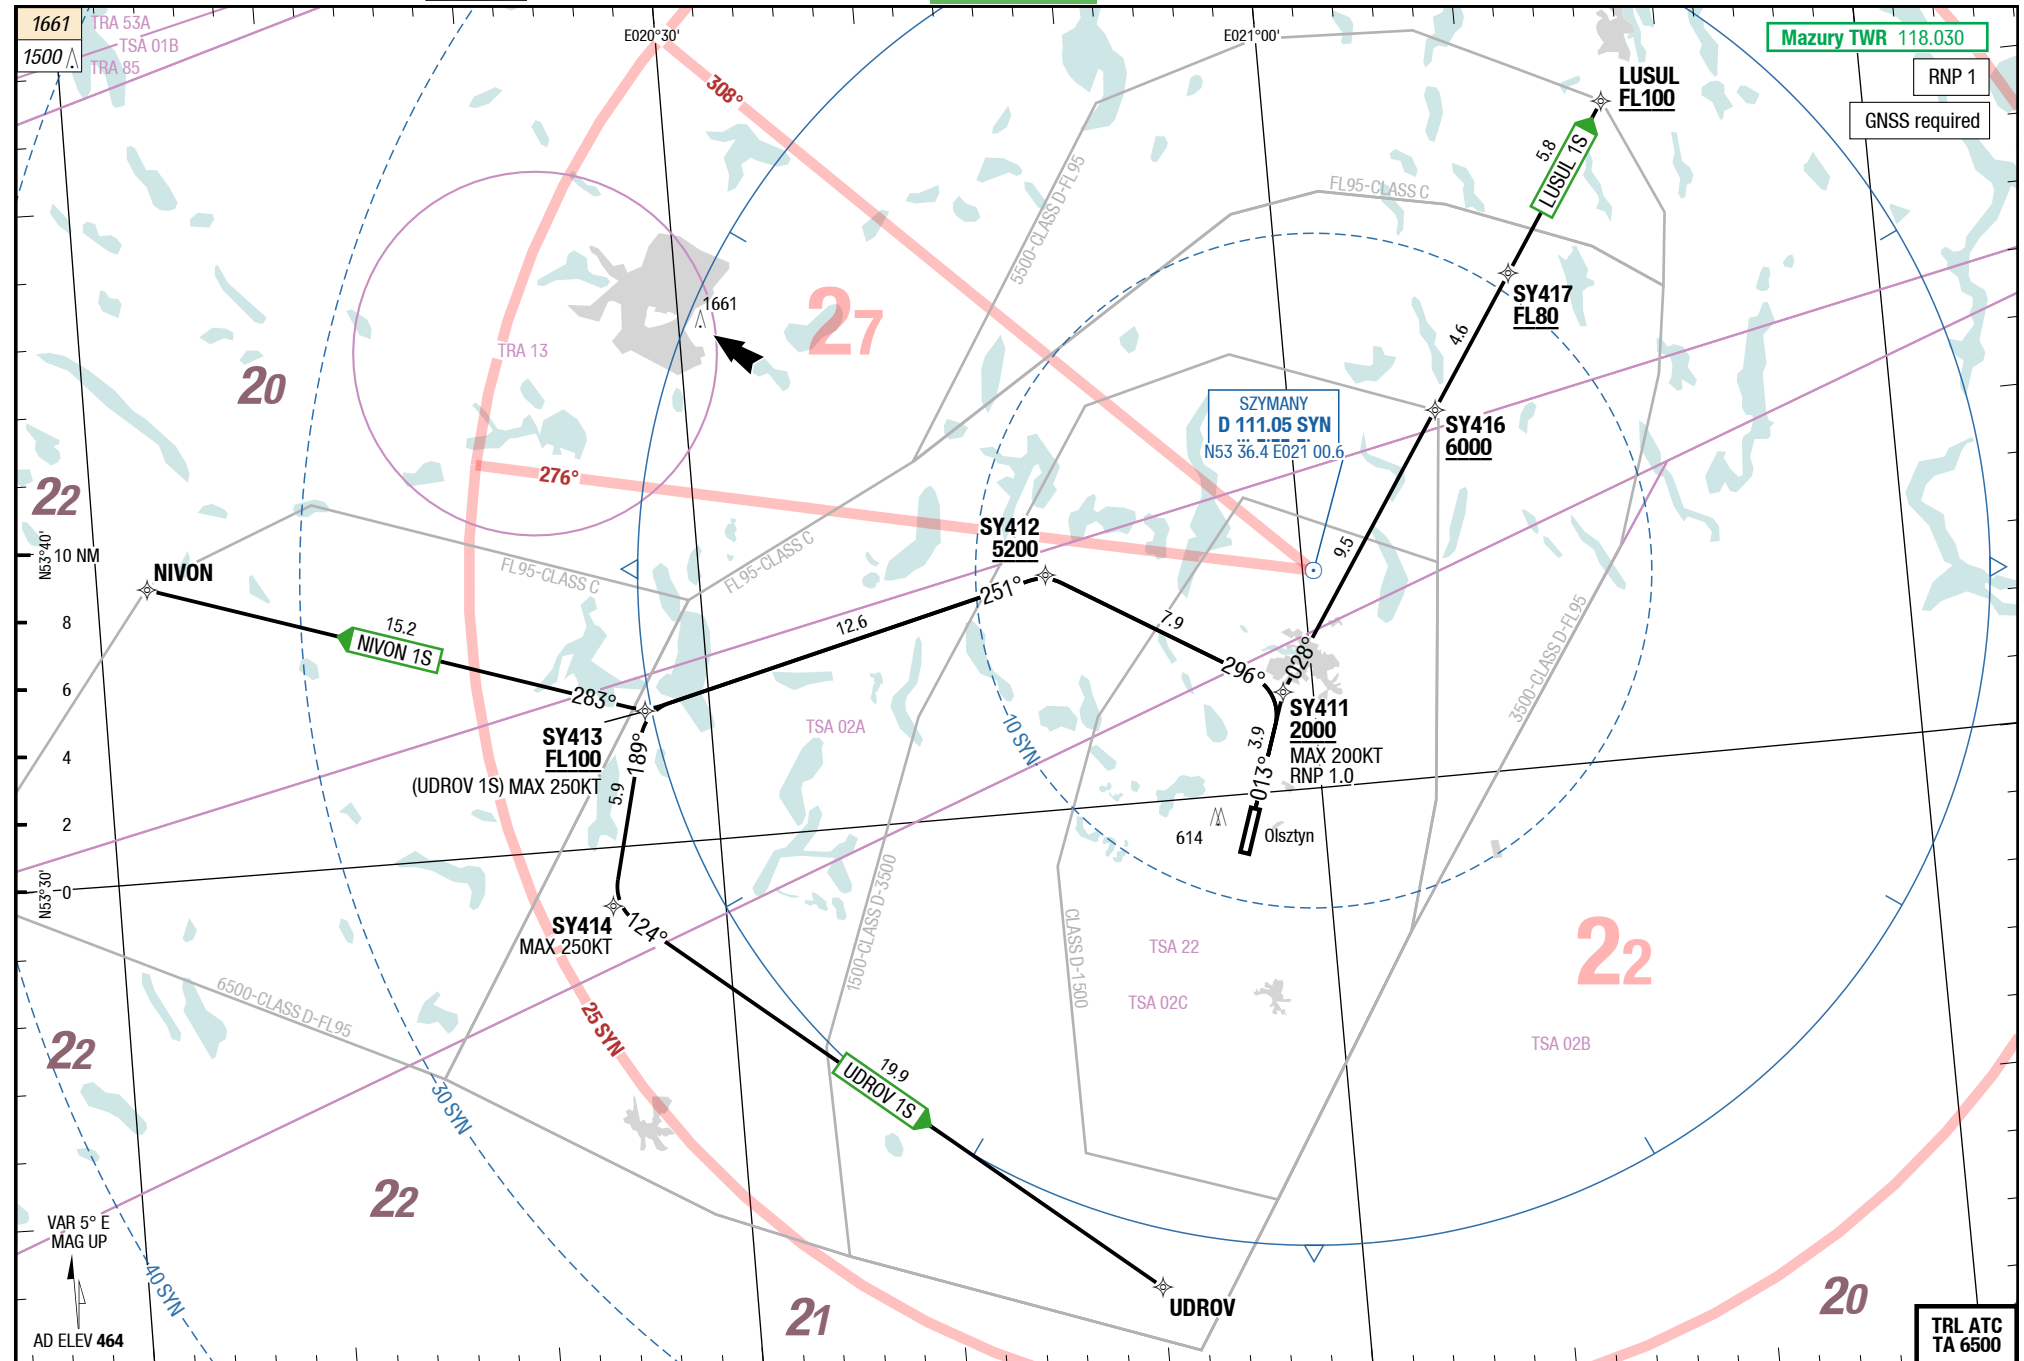 1661
1500
TRA 53A
TSA 01B
TRA 85
E020°30'
E021°00'
Mazury TWR 118.030
RNP 1
GNSS required
LUSUL
FL100
308°
5.8
LUSUL 1S
5500-CLASS D-FL95
FL95-CLASS C
SY417
FL80
1661
27
TRA 13
4.6
20
SZYMANY
D 111.05 SYN
N53 36.4 E021 00.6
SY416
6000
276°
22
SY412
5200
N53°40'
10 NM
9.5
NIVON
FL95-CLASS C
FL95-CLASS C
251°
8
15.2
NIVON 1S
12.6
7.9
3500-CLASS D-FL95
6
283°
296°
028°
SY413
FL100
(UDROV 1S) MAX 250KT
189°
5.9
TSA 02A
10 SYN
SY411
2000
MAX 200KT
RNP 1.0
3.9
013°
4
2
614
Olsztyn
N53°30'
0
SY414
MAX 250KT
124°
1500-CLASS D-3500
CLASS D-1500
TSA 22
TSA 02C
22
TSA 02B
6500-CLASS D-FL95
25 SYN
22
30 SYN
19.9
UDROV 1S
22
VAR 5° E
MAG UP
40 SYN
AD ELEV 464
21
UDROV
20
TRL ATC
TA 6500